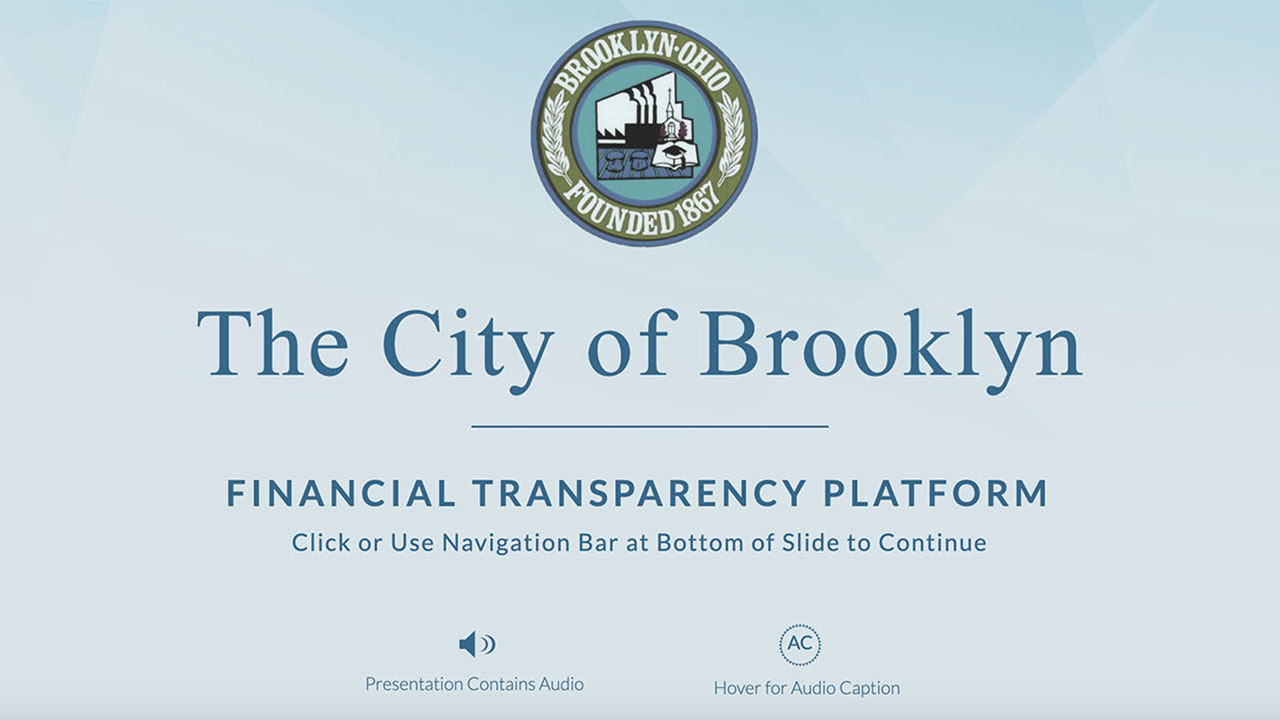 BROOKLYN·OHIO
FOUNDED 1867
The City of Brooklyn
FINANCIAL TRANSPARENCY PLATFORM
Click or Use Navigation Bar at Bottom of Slide to Continue
AC
Presentation Contains Audio
Hover for Audio Caption